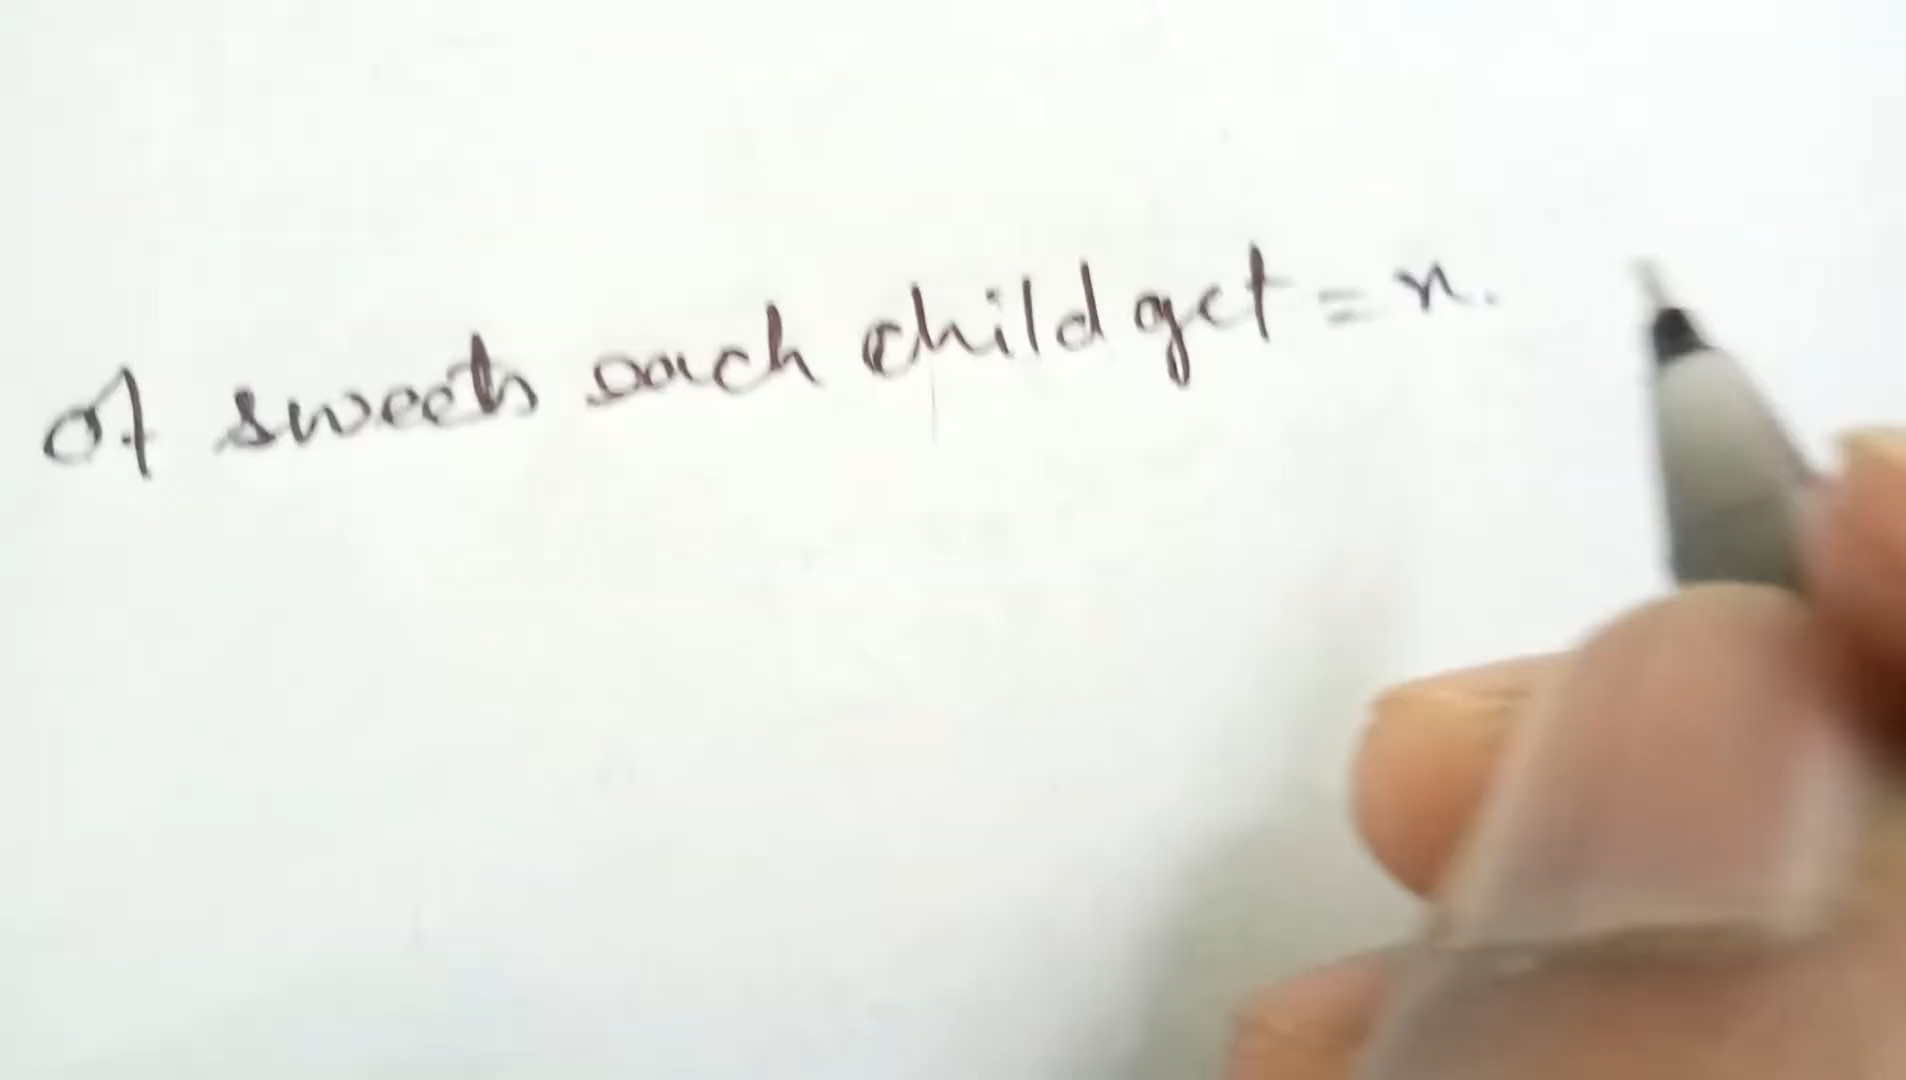 of sweets each child get = x.